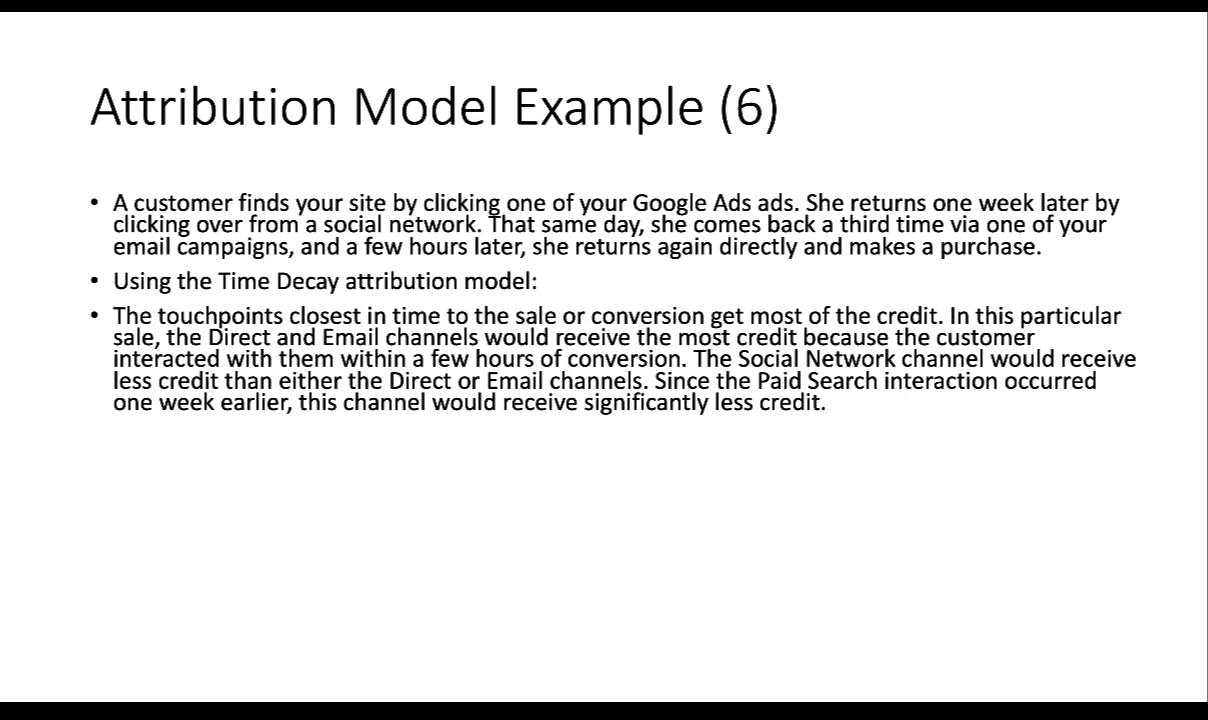 Attribution Model Example (6)
• A customer finds your site by clicking one of your Google Ads ads. She returns one week later by
clicking over from a social network. That same day, she comes back a third time via one of your
email campaigns, and a few hours later, she returns again directly and makes a purchase.
• Using the Time Decay attribution model:
• The touchpoints closest in time to the sale or conversion get most of the credit. In this particular
sale, the Direct and Email channels would receive the most credit because the customer
interacted with them within a few hours of conversion. The Social Network channel would receive
less credit than either the Direct or Email channels. Since the Paid Search interaction occurred
one week earlier, this channel would receive significantly less credit.